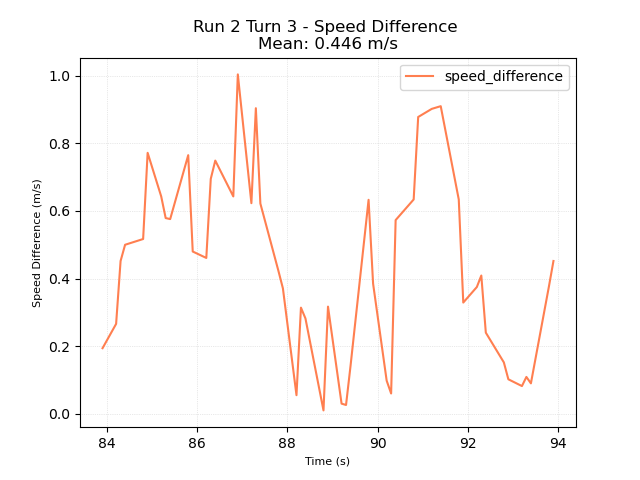 Run 2 Turn 3 - Speed Difference
Mean: 0.446 m/s
speed_difference
1.0
0.8
0.6
0.4
0.2
0.0
Speed Difference (m/s)
84 86 88 90 92 94
Time (s)